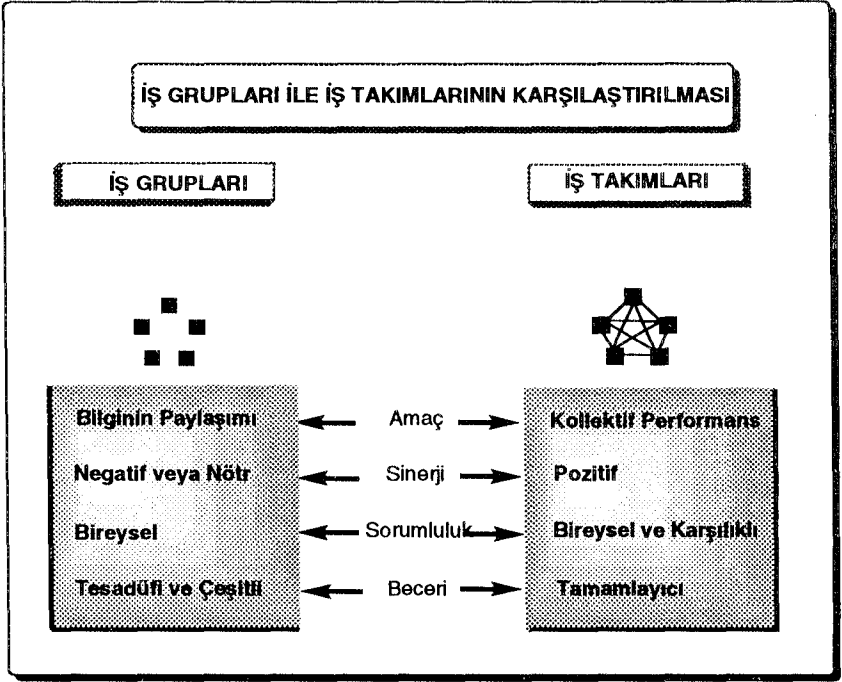 İŞ GRUPLARI İLE İŞ TAKIMLARININ KARŞILAŞTIRILMASI
İŞ GRUPLARI
İŞ TAKIMLARI
Bilginin Paylaşımı
Amaç
Kollektif Performans
Negatif veya Nötr
Sinerji
Pozitif
Bireysel
Sorumluluk
Bireysel ve Karşılıklı
Tesadüfi ve Çeşitli
Beceri
Tamamlayıcı